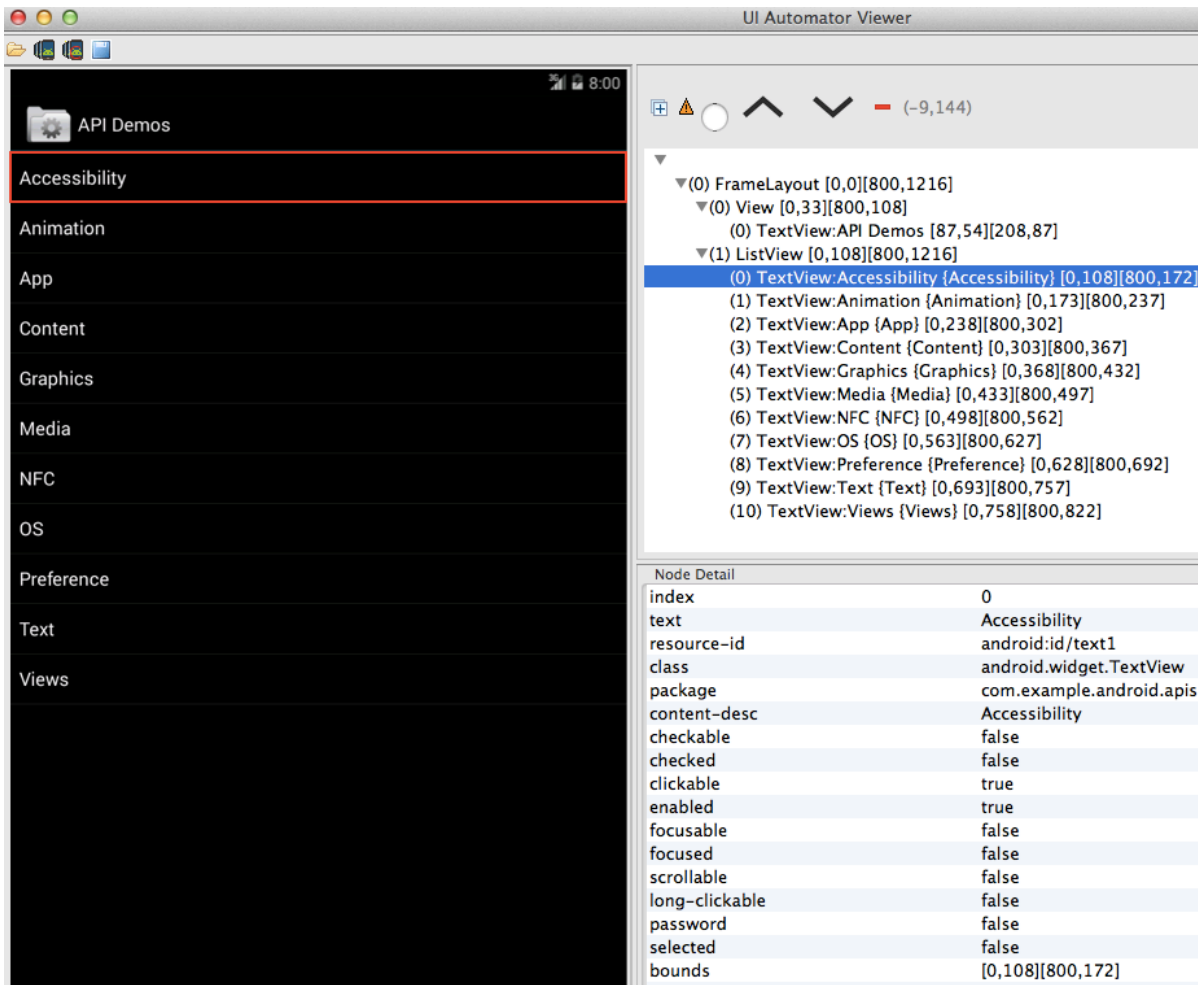 UI Automator Viewer
8:00
API Demos
Accessibility
Animation
App
Content
Graphics
Media
NFC
OS
Preference
Text
Views
(-9,144)
(0) FrameLayout [0,0][800,1216]
(0) View [0,33][800,108]
(0) TextView:API Demos [87,54][208,87]
(1) ListView [0,108][800,1216]
(0) TextView:Accessibility {Accessibility} [0,108][800,172]
(1) TextView:Animation {Animation} [0,173][800,237]
(2) TextView:App {App} [0,238][800,302]
(3) TextView:Content {Content} [0,303][800,367]
(4) TextView:Graphics {Graphics} [0,368][800,432]
(5) TextView:Media {Media} [0,433][800,497]
(6) TextView:NFC {NFC} [0,498][800,562]
(7) TextView:OS {OS} [0,563][800,627]
(8) TextView:Preference {Preference} [0,628][800,692]
(9) TextView:Text {Text} [0,693][800,757]
(10) TextView:Views {Views} [0,758][800,822]
Node Detail
index 0
text Accessibility
resource-id android:id/text1
class android.widget.TextView
package com.example.android.apis
content-desc Accessibility
checkable false
checked false
clickable true
enabled true
focusable false
focused false
scrollable false
long-clickable false
password false
selected false
bounds [0,108][800,172]